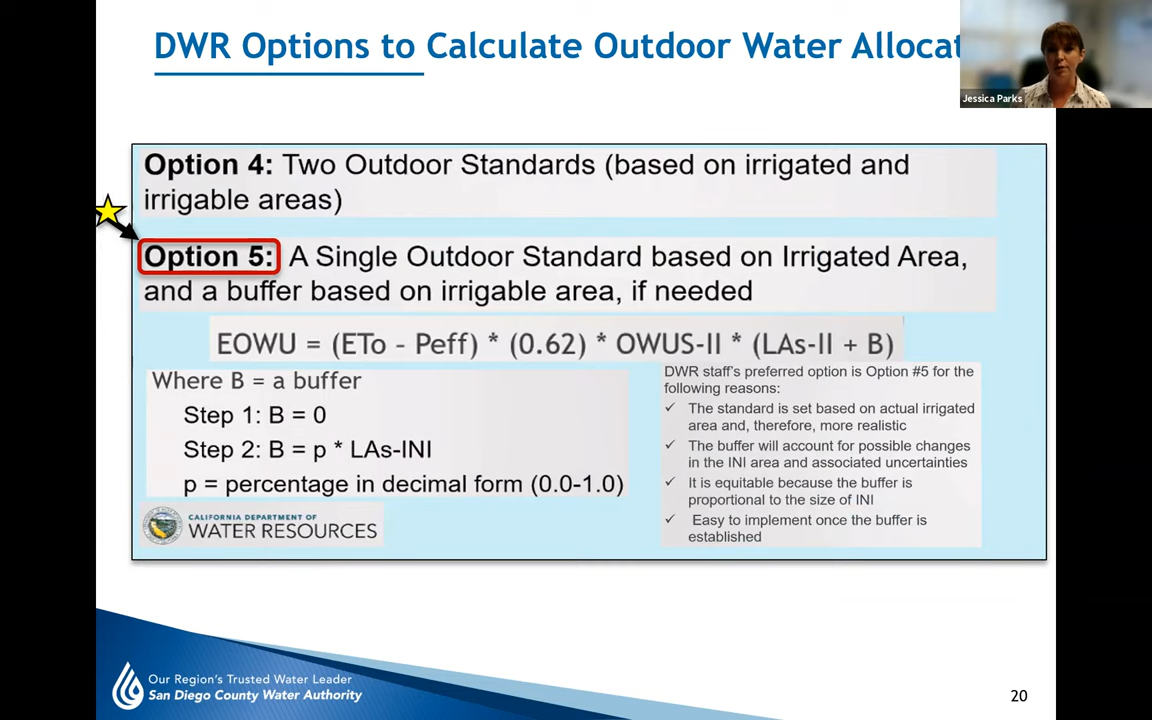 DWR Options to Calculate Outdoor Water Allocat
Jessica Parks
Option 4: Two Outdoor Standards (based on irrigated and
irrigable areas)
Option 5: A Single Outdoor Standard based on Irrigated Area,
and a buffer based on irrigable area, if needed
EOWU = (ETo – Peff) * (0.62) * OWUS-II * (LAs-II + B)
Where B = a buffer
Step 1: B = 0
Step 2: B = p * LAs-INI
p = percentage in decimal form (0.0-1.0)
CALIFORNIA DEPARTMENT OF
WATER RESOURCES
DWR staff’s preferred option is Option #5 for the
following reasons:
✓ The standard is set based on actual irrigated
area and, therefore, more realistic
✓ The buffer will account for possible changes
in the INI area and associated uncertainties
✓ It is equitable because the buffer is
proportional to the size of INI
✓ Easy to implement once the buffer is
established
Our Region's Trusted Water Leader
San Diego County Water Authority
20